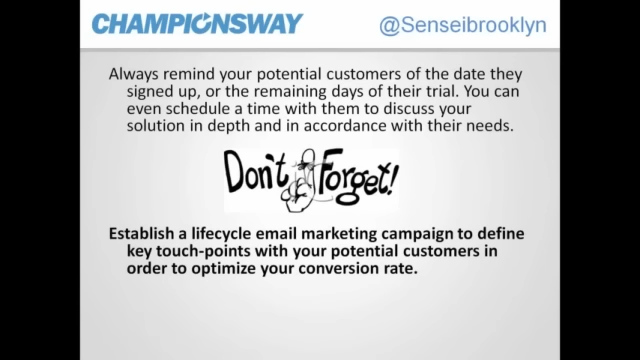 CHAMPIONSWAY @Senseibrooklyn
Always remind your potential customers of the date they
signed up, or the remaining days of their trial. You can
even schedule a time with them to discuss your
solution in depth and in accordance with their needs.
Don't Forget!
Establish a lifecycle email marketing campaign to define
key touch-points with your potential customers in
order to optimize your conversion rate.